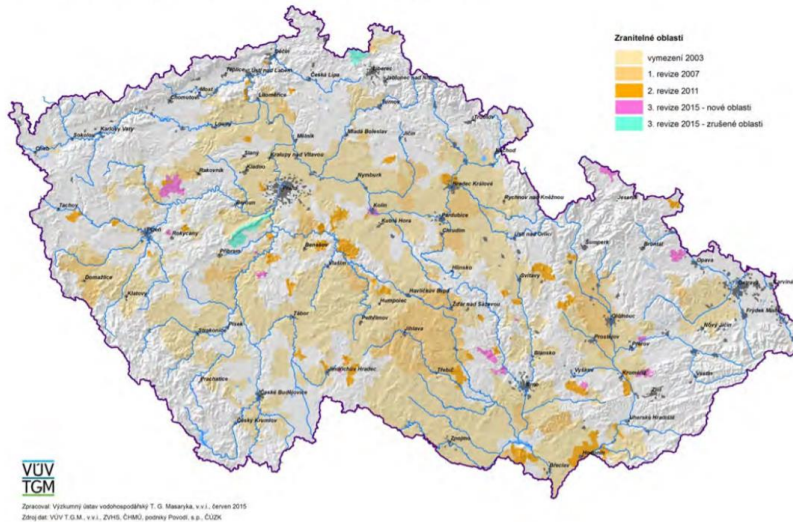 Zranitelné oblasti
vymezení 2003
1. revize 2007
2. revize 2011
3. revize 2015 - nové oblasti
3. revize 2015 - zrušené oblasti
Děčín
Ústí nad Labem
Česká Lípa
Liberec
Jablonec nad Nisou
Chomutov
Most
Litoměřice
Semily
Trutnov
Karlovy Vary
Sokolov
Cheb
Louny
Mělník
Mladá Boleslav
Jičín
Náchod
Rakovník
Slaný
Kladno
Kralupy nad Vltavou
Nymburk
Hradec Králové
Rychnov nad Kněžnou
Jeseník
Tachov
Beroun
Kolín
Kutná Hora
Pardubice
Chrudim
Ústí nad Orlicí
Šumperk
Bruntál
Opava
Plzeň
Rokycany
Příbram
Benešov
Vlašim
Hlinsko
Svitavy
Karviná
Domažlice
Klatovy
Tábor
Humpolec
Havlíčkův Brod
Žďár nad Sázavou
Olomouc
Nový Jičín
Frýdek Místek
Strakonice
Písek
Pelhřimov
Jihlava
Blansko
Prostějov
Přerov
Prachatice
Jindřichův Hradec
Třebíč
Brno
Vyškov
Kroměříž
Zlín
Vsetín
České Budějovice
Český Krumlov
Uherské Hradiště
Znojmo
Břeclav
Hodonín
VÚV
TGM
Zpracoval: Výzkumný ústav vodohospodářský T. G. Masaryka, v.v.i., červen 2015
Zdroj dat: VÚV T.G.M., v.v.i., ZVHS, ČHMÚ, podniky Povodí, s.p., ČÚZK